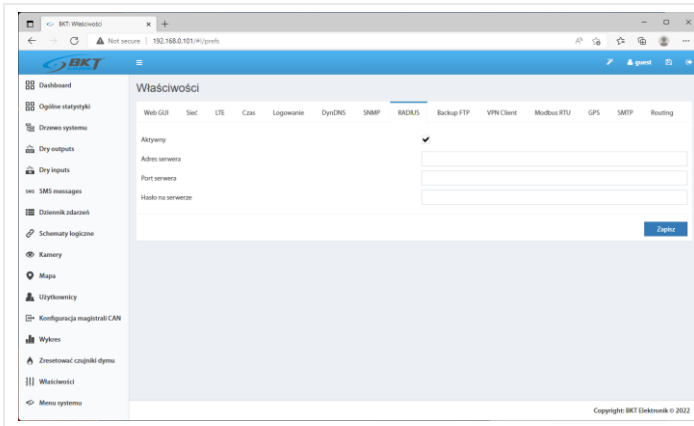 BKT: Właściwości
Not secure | 192.168.0.101/#!/prefs
BKT
guest
Dashboard
Ogólne statystyki
Drzewo systemu
Dry outputs
Dry inputs
SMS SMS messages
Dziennik zdarzeń
Schematy logiczne
Kamery
Mapa
Użytkownicy
Konfiguracja magistrali CAN
Wykres
Zresetować czujniki dymu
Właściwości
Menu systemu
Właściwości
Web GUI Sieć LTE Czas Logowanie DynDNS SNMP RADIUS Backup FTP VPN Client Modbus RTU GPS SMTP Routing
Aktywny
Adres serwera
Port serwera
Hasło na serwerze
Zapisz
Copyright: BKT Elektronik © 2022